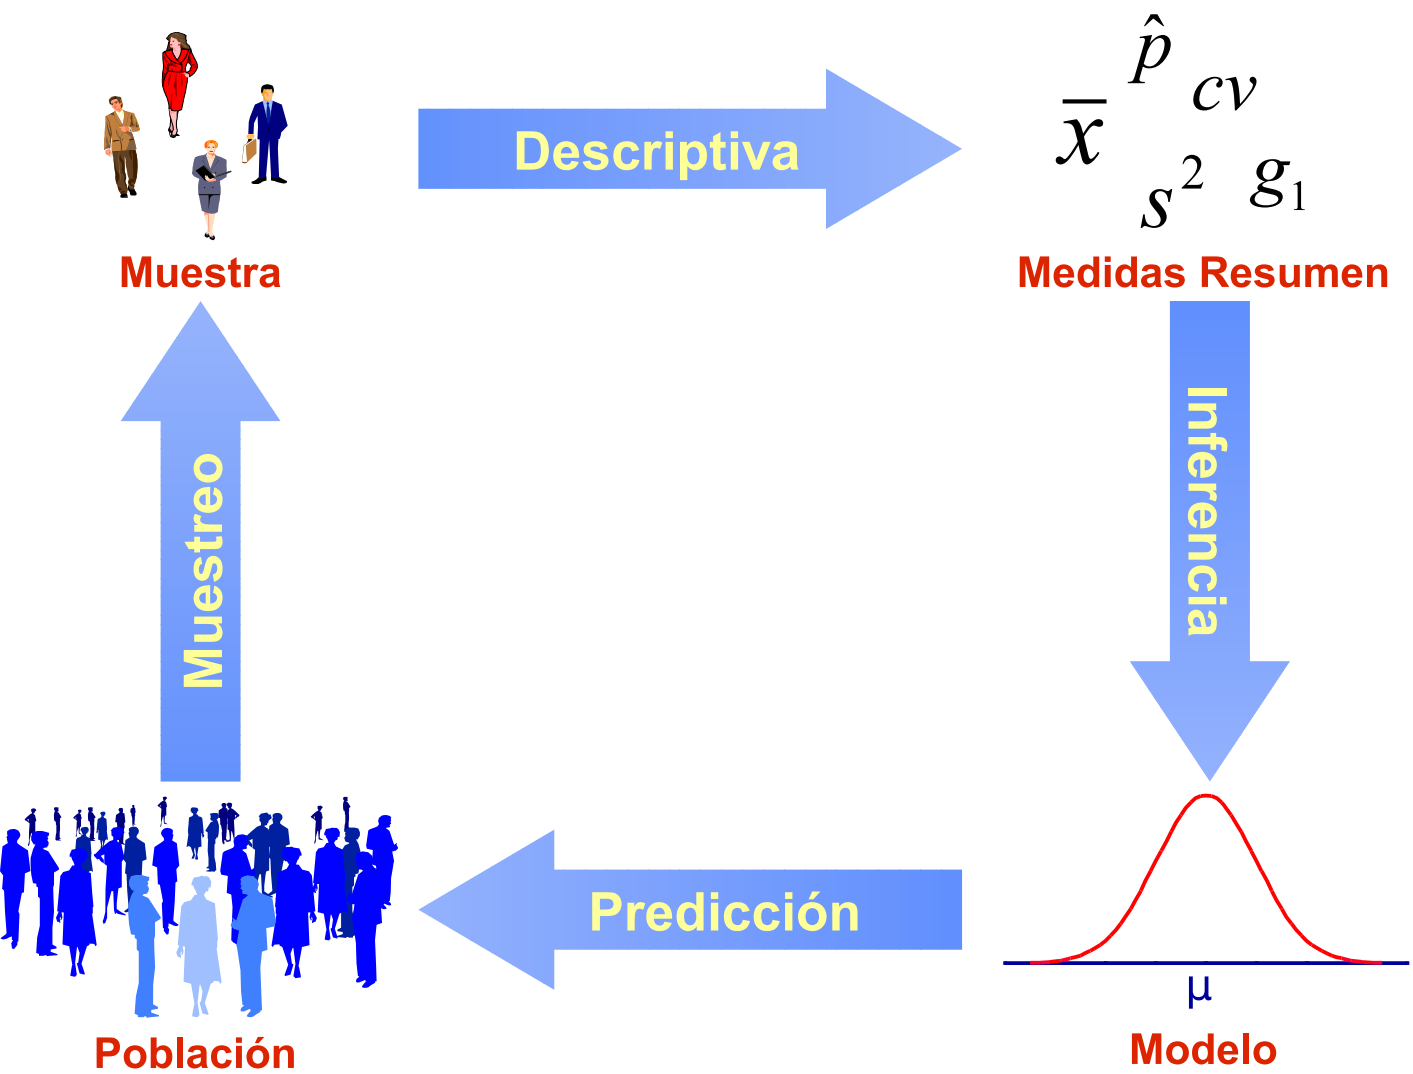 p̂
cv
x̄
s²
g₁
Descriptiva
Muestra
Medidas Resumen
Muestreo
Inferencia
Predicción
μ
Población
Modelo